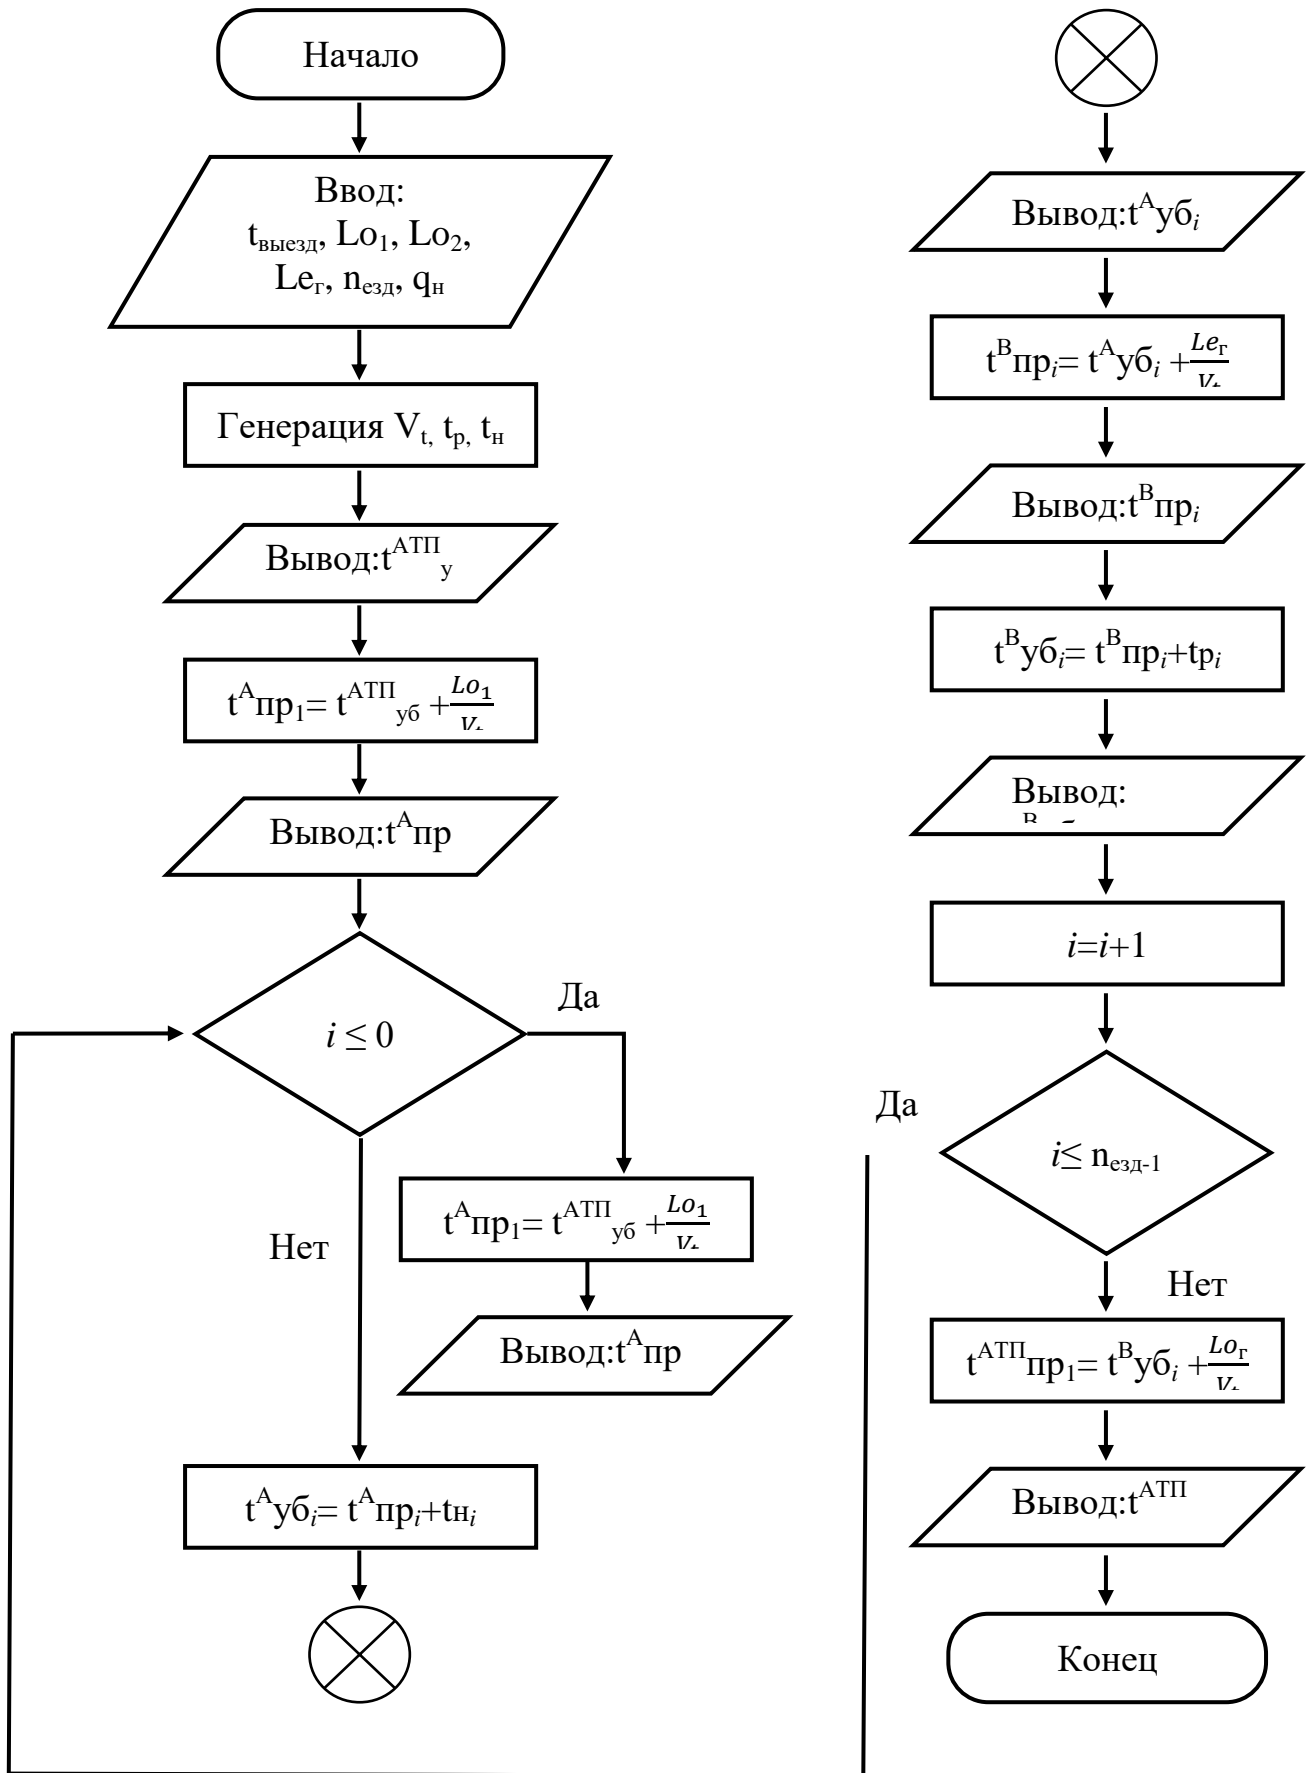 Начало
Ввод:
tвыезд, Lo1, Lo2,
Leг, nезд, qн
Генерация Vt, tр, tн
Вывод:tАТПу
tАпр1= tАТПуб +Lo1/Vt
Вывод:tАпр
i ≤ 0
Да
Нет
tАпр1= tАТПуб +Lo1/Vt
Вывод:tАпр
tАубi= tАпрi+tнi
Вывод:tАубi
tВпрi= tАубi +Leг/Vt
Вывод:tВпрi
tВубi= tВпрi+tрi
Вывод:
i=i+1
Да
i≤ nезд-1
Нет
tАТПпр1= tВубi +Loг/Vt
Вывод:tАТП
Конец